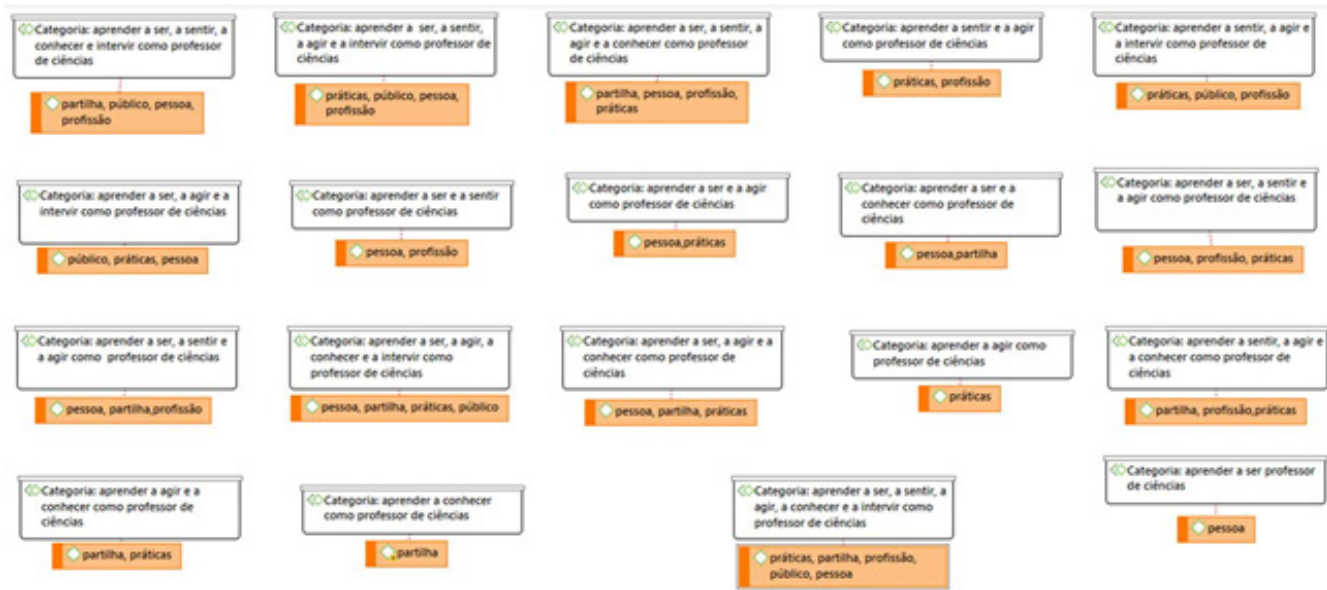 Categoria: aprender a ser, a sentir, a
conhecer e intervir como professor
de ciências
partilha, público, pessoa,
profissão
Categoria: aprender a ser, a sentir,
a agir e a intervir como professor de
ciências
práticas, público, pessoa,
profissão
Categoria: aprender a ser, a sentir, a
agir e a conhecer como professor
de ciências
partilha, pessoa, profissão,
práticas
Categoria: aprender a sentir e a agir
como professor de ciências
práticas, profissão
Categoria: aprender a sentir, a agir e
a intervir como professor de
ciências
práticas, público, profissão
Categoria: aprender a ser, a agir e a
intervir como professor de ciências
público, práticas, pessoa
Categoria: aprender a ser e a sentir
como professor de ciências
pessoa, profissão
Categoria: aprender a ser e a agir
como professor de ciências
pessoa,práticas
Categoria: aprender a ser e a
conhecer como professor de
ciências
pessoa,partilha
Categoria: aprender a ser, a sentir e
a agir como professor de ciências
pessoa, profissão, práticas
Categoria: aprender a ser, a sentir e
a agir como professor de ciências
pessoa, partilha,profissão
Categoria: aprender a ser, a agir, a
conhecer e a intervir como
professor de ciências
pessoa, partilha, práticas, público
Categoria: aprender a ser, a agir e a
conhecer como professor de
ciências
pessoa, partilha, práticas
Categoria: aprender a agir como
professor de ciências
práticas
Categoria: aprender a sentir, a agir e
a conhecer como professor de
ciências
partilha, profissão,práticas
Categoria: aprender a agir e a
conhecer como professor de
ciências
partilha, práticas
Categoria: aprender a conhecer
como professor de ciências
partilha
Categoria: aprender a ser, a sentir, a
agir, a conhecer e a intervir como
professor de ciências
práticas, partilha, profissão,
público, pessoa
Categoria: aprender a ser professor
de ciências
pessoa